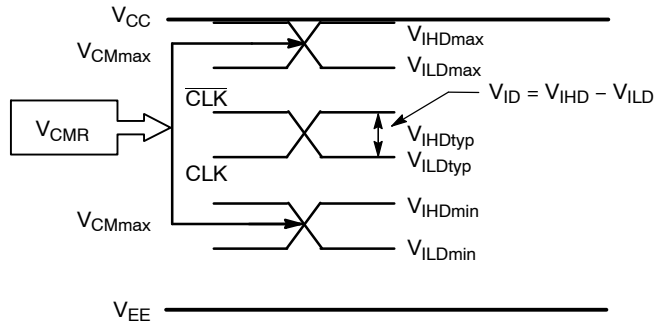 VCC
VCMmax
VIHDmax
VILDmax
CLK
VID = VIHD − VILD
VCMR
VIHDtyp
VILDtyp
CLK
VCMmax
VIHDmin
VILDmin
VEE